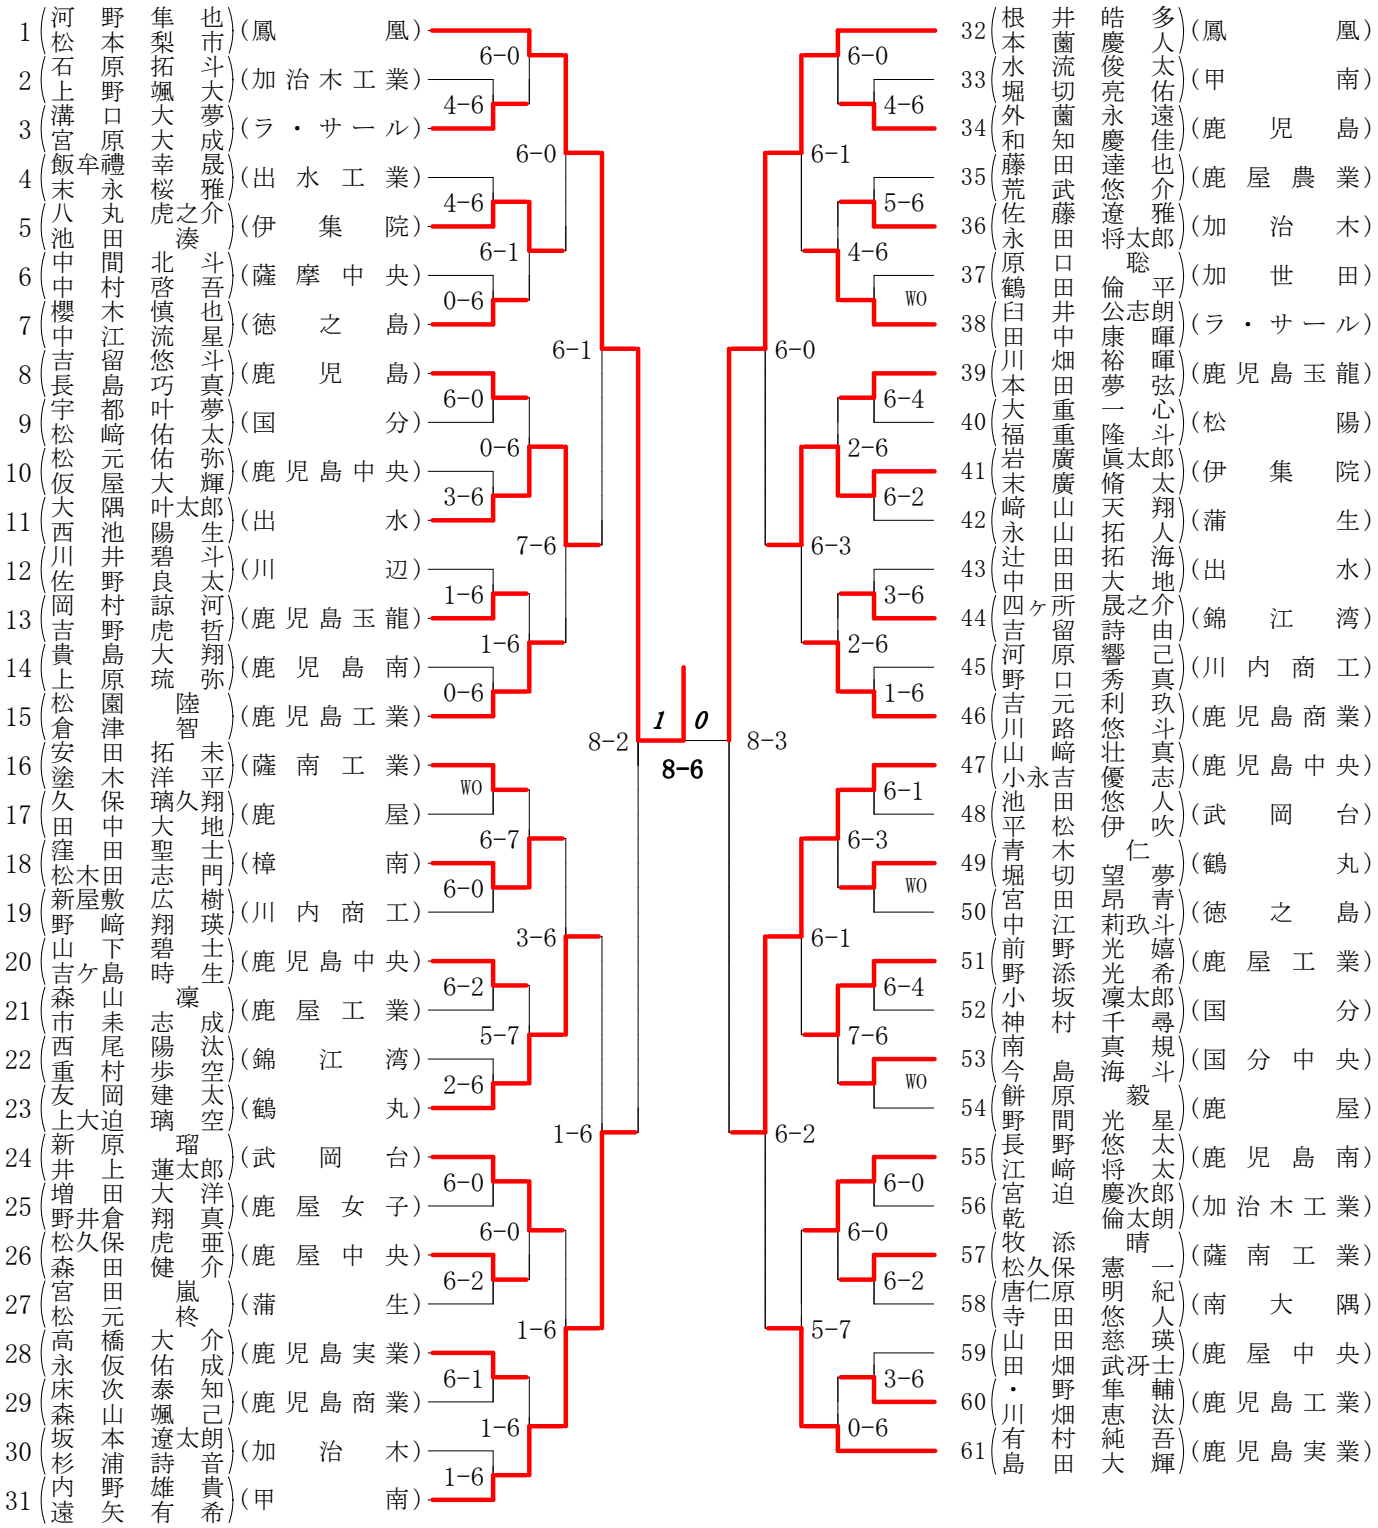 1 河野隼也 松本梨市 (鳳凰)
2 石原拓斗 上野颯大 (加治木工業)
3 溝口大夢 宮原大成 (ラ・サール)
4 飯牟禮幸晟 末永桜雅 (出水工業)
5 八丸虎之介 池田湊 (伊集院)
6 中間北斗 中村啓吾 (薩摩中央)
7 櫻木慎也 中江流星 (徳之島)
8 吉留悠斗 長島巧真 (鹿児島)
9 宇都叶夢 松﨑佑太 (国分)
10 松元佑弥 仮屋大輝 (鹿児島中央)
11 大隅叶太郎 西池陽生 (出水)
12 川井碧斗 佐野良太 (川辺)
13 岡村諒河 吉野虎哲 (鹿児島玉龍)
14 貴島大翔 上原琉弥 (鹿児島南)
15 松園陸 倉津智 (鹿児島工業)
16 安田拓未 塗木洋平 (薩南工業)
17 久保璃久翔 田中大地 (鹿屋)
18 窪田聖士 松木田志門 (樟南)
19 新屋敷広樹 野﨑翔瑛 (川内商工)
20 山下碧士 吉ケ島時生 (鹿児島中央)
21 森山凜 市耒志成 (鹿屋工業)
22 西尾陽汰 重村歩空 (錦江湾)
23 友岡建太 上大迫璃空 (鶴丸)
24 新原瑠 井上蓮太郎 (武岡台)
25 増田大洋 野井倉翔真 (鹿屋女子)
26 松久保虎亜 森田健介 (鹿屋中央)
27 宮田嵐 松元柊 (蒲生)
28 高橋大介 永仮佑成 (鹿児島実業)
29 床次泰知 森山颯己 (鹿児島商業)
30 坂本遼太朗 杉浦詩音 (加治木)
31 内野雄貴 遠矢有希 (甲南)
6-0
4-6
6-0
4-6
6-1
0-6
6-1
6-0
0-6
3-6
7-6
1-6
1-6
0-6
8-2
WO
6-7
6-0
3-6
6-2
5-7
2-6
1-6
6-0
6-0
6-2
1-6
6-1
1-6
1-6
1 0
8-6
32 根井皓多 本薗慶人 (鳳凰)
33 水流俊太 堀切亮佑 (甲南)
34 外薗永遠 和知慶佳 (鹿児島)
35 藤田達也 荒武悠介 (鹿屋農業)
36 佐藤遼雅 永田将太郎 (加治木)
37 原口聡 鶴田倫平 (加世田)
38 臼井公志朗 田中康暉 (ラ・サール)
39 川畑裕暉 本田夢弦 (鹿児島玉龍)
40 大重一心 福重隆斗 (松陽)
41 岩廣眞太郎 末廣脩太 (伊集院)
42 﨑山天翔 永山拓人 (蒲生)
43 辻田拓海 中田大地 (出水)
44 四ヶ所晟之介 吉留詩由 (錦江湾)
45 河原響己 野口秀真 (川内商工)
46 吉元利玖 川路悠斗 (鹿児島商業)
47 山﨑壮真 小永吉優志 (鹿児島中央)
48 池田悠人 平松伊吹 (武岡台)
49 青木仁 堀切望夢 (鶴丸)
50 宮田昂青 中江莉玖斗 (徳之島)
51 前野光嬉 野添光希 (鹿屋工業)
52 小坂凜太郎 神村千尋 (国分)
53 南真規 今島海斗 (国分中央)
54 餅原毅 野間光星 (鹿屋)
55 長野悠太 江﨑将太 (鹿児島南)
56 宮迫慶次郎 乾倫太朗 (加治木工業)
57 牧添晴 松久保憲一 (薩南工業)
58 唐仁原明紀 寺田悠人 (南大隅)
59 山田慈瑛 田畑武冴士 (鹿屋中央)
60 ・野隼輔 川畑恵汰 (鹿児島工業)
61 有村純吾 島田大輝 (鹿児島実業)
6-0
4-6
6-1
5-6
4-6
WO
6-0
6-4
2-6
6-2
6-3
3-6
2-6
1-6
8-3
6-1
6-3
WO
6-1
6-4
7-6
WO
6-2
6-0
6-0
6-2
5-7
3-6
0-6